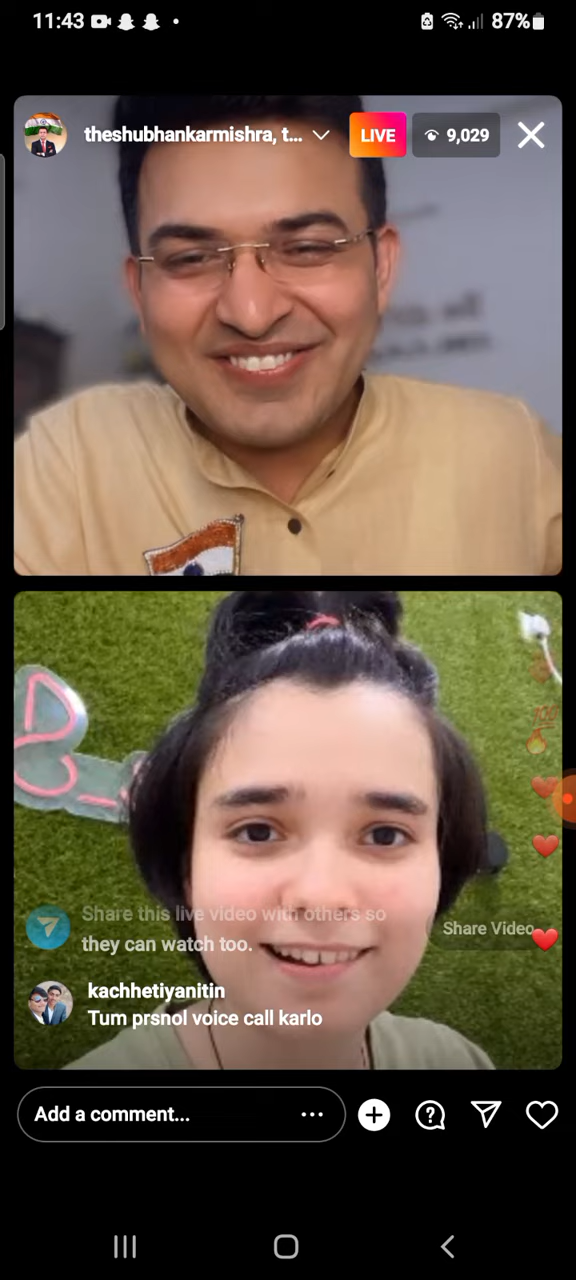 11:43
87%
theshubhankarmishra, t...
LIVE
9,029
100
Share this live video with others so
they can watch too.
Share Video
kachhetiyanitin
Tum prsnol voice call karlo
Add a comment...